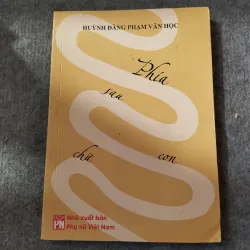 HUỲNH ĐẶNG PHẠM VĂN HỌC
Phía
sau
con
chữ
Nhà xuất bản
Phụ nữ Việt Nam